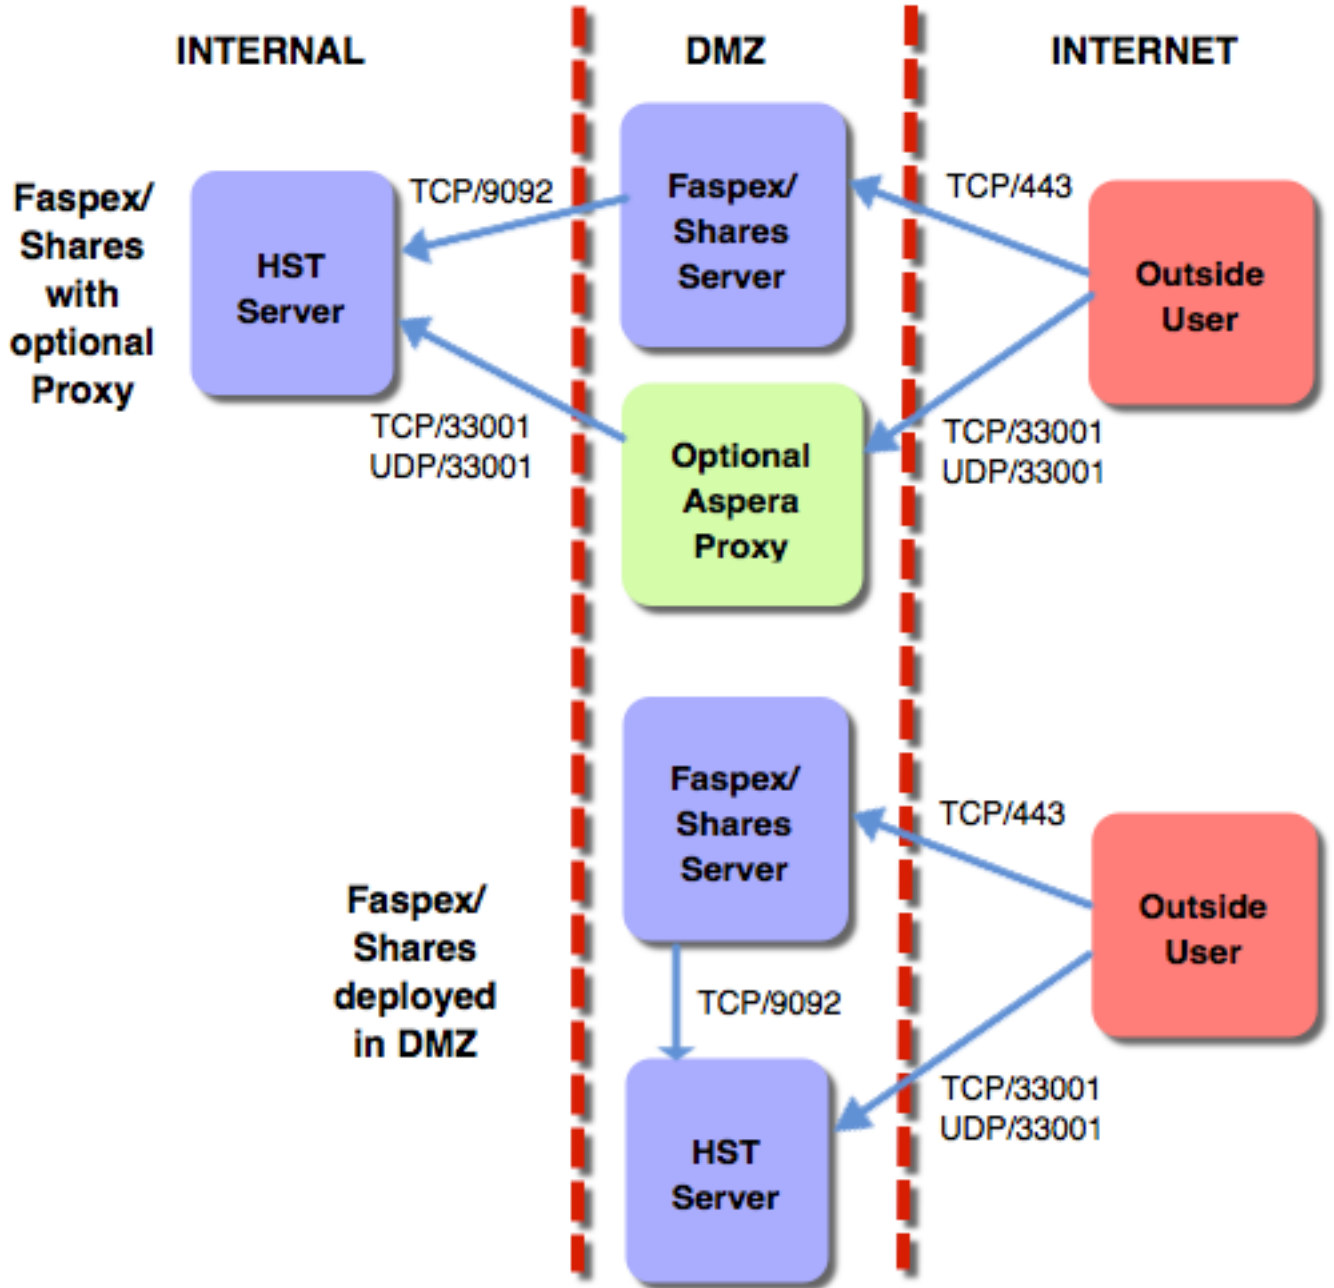 INTERNAL
DMZ
INTERNET
Faspex/
Shares
with
optional
Proxy
HST
Server
TCP/9092
Faspex/
Shares
Server
TCP/443
Outside
User
TCP/33001
UDP/33001
Optional
Aspera
Proxy
TCP/33001
UDP/33001
Faspex/
Shares
deployed
in DMZ
Faspex/
Shares
Server
TCP/443
Outside
User
TCP/9092
HST
Server
TCP/33001
UDP/33001